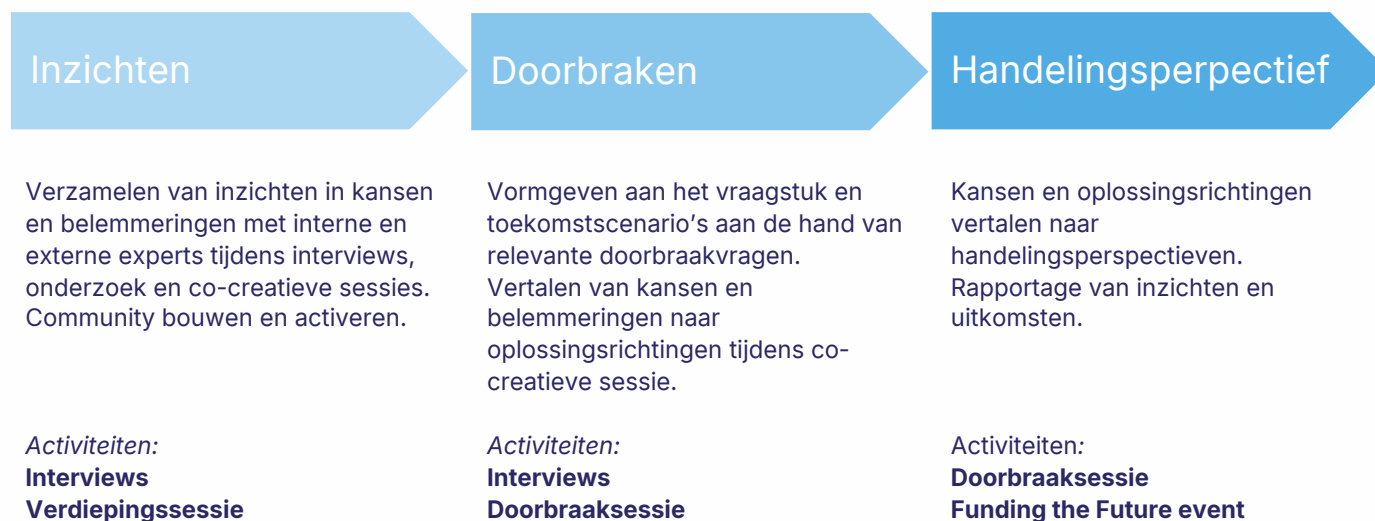 Inzichten
Doorbraken
Handelingsperpectief
Verzamelen van inzichten in kansen
en belemmeringen met interne en
externe experts tijdens interviews,
onderzoek en co-creatieve sessies.
Community bouwen en activeren.
Activiteiten:
Interviews
Verdiepingssessie
Vormgeven aan het vraagstuk en
toekomstscenario’s aan de hand van
relevante doorbraakvragen.
Vertalen van kansen en
belemmeringen naar
oplossingsrichtingen tijdens co-
creatieve sessie.
Activiteiten:
Interviews
Doorbraaksessie
Kansen en oplossingsrichtingen
vertalen naar
handelingsperspectieven.
Rapportage van inzichten en
uitkomsten.
Activiteiten:
Doorbraaksessie
Funding the Future event